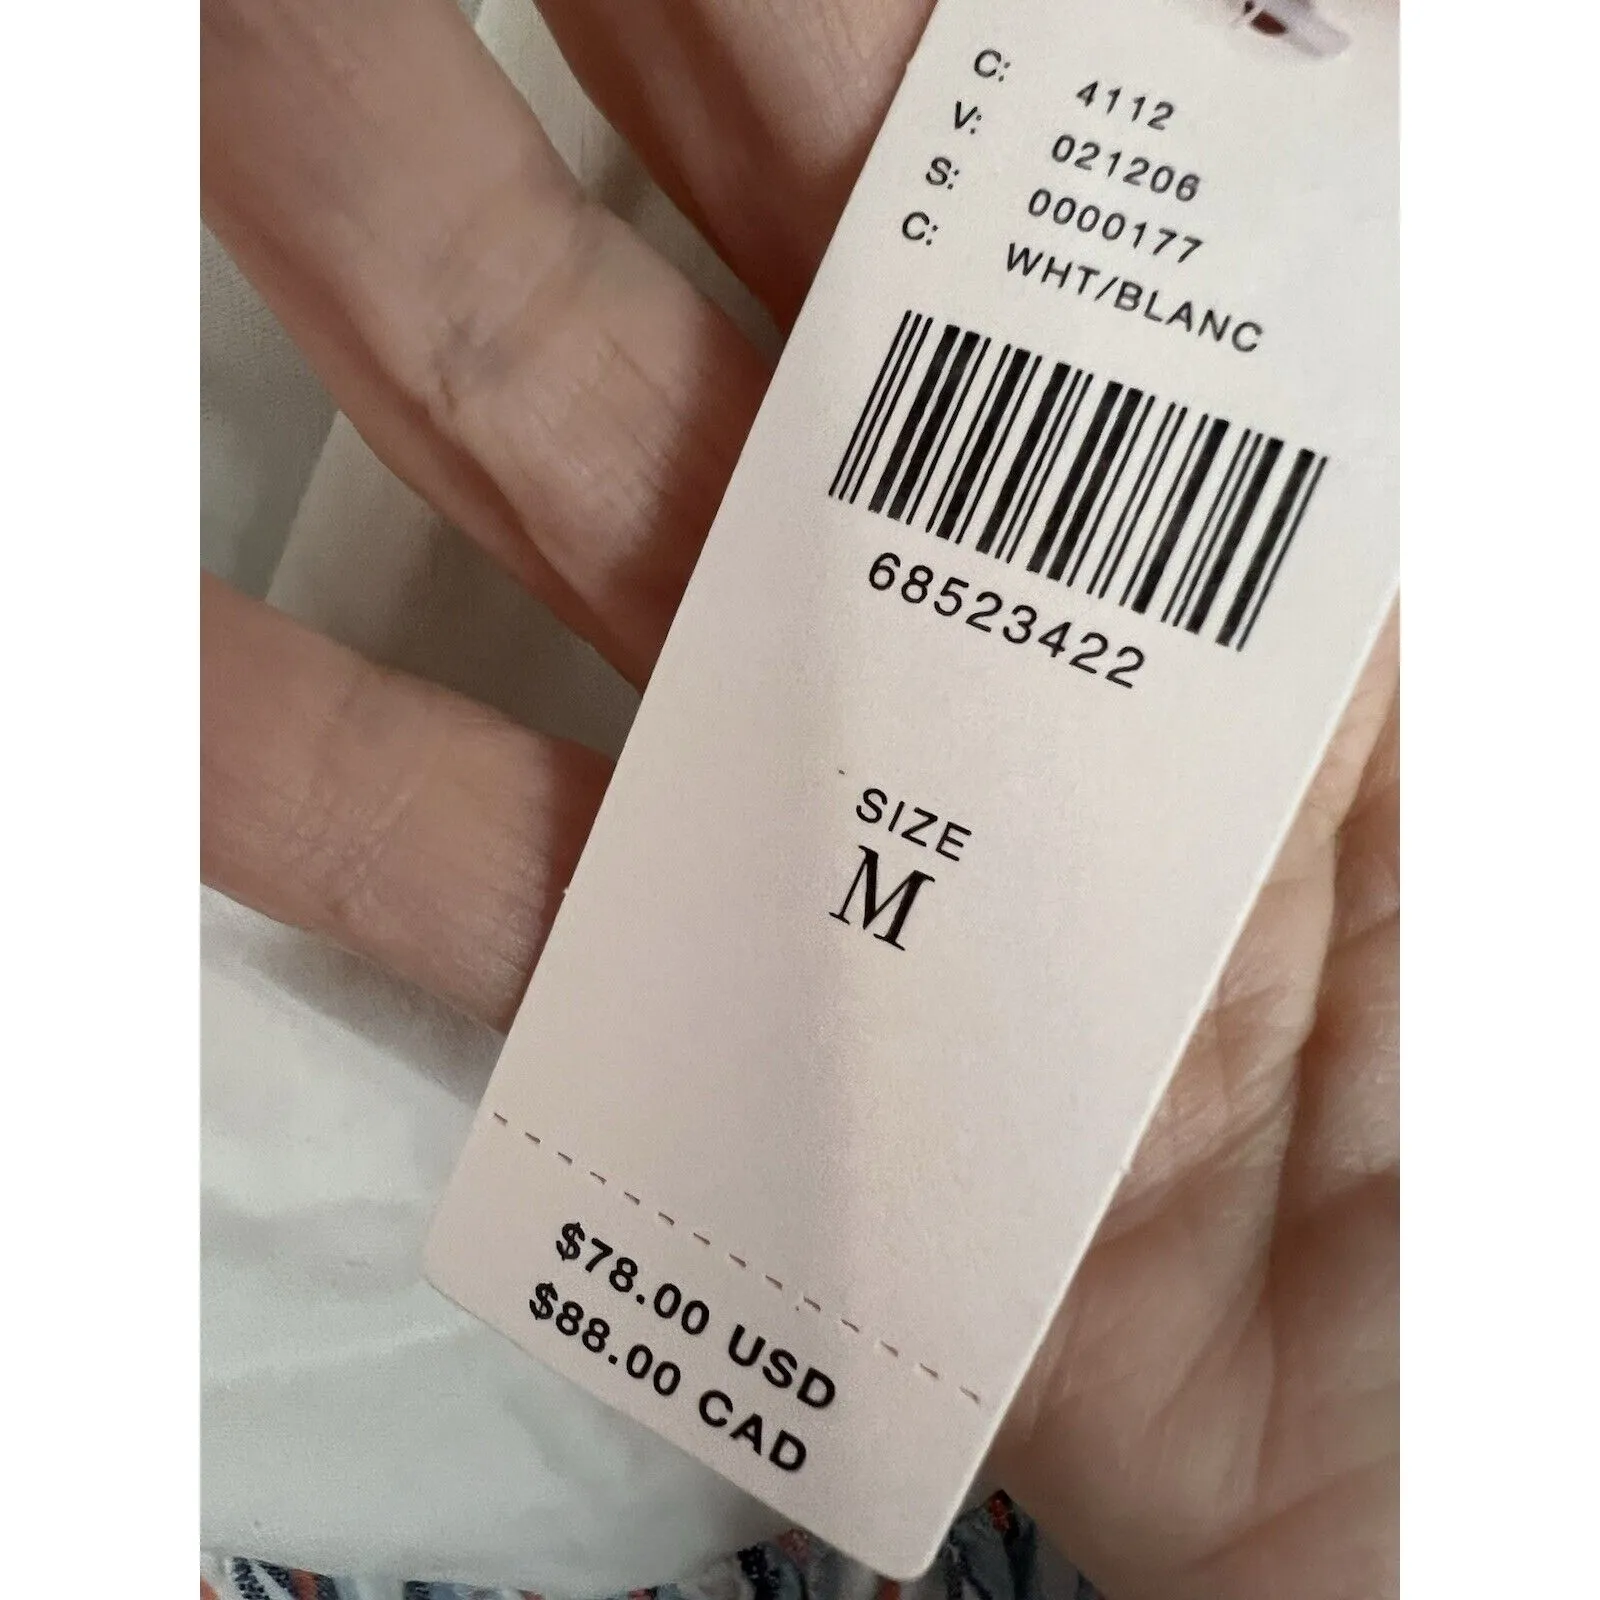 C: 4112
V: 021206
S: 0000177
C: WHT/BLANC
68523422
SIZE
M
$78.00 USD
$88.00 CAD